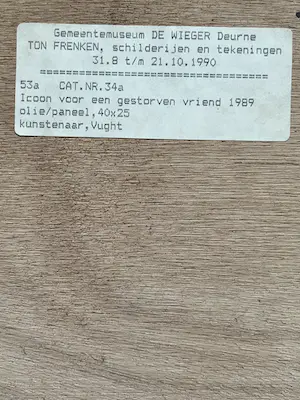 Gemeentemuseum DE WIEGER Deurne
TON FRENKEN, schilderijen en tekeningen
31.8 t/m 21.10.1990
======================================
53a CAT.NR.34a
Icoon voor een gestorven vriend 1989
olie/paneel,40x25
kunstenaar,Vught